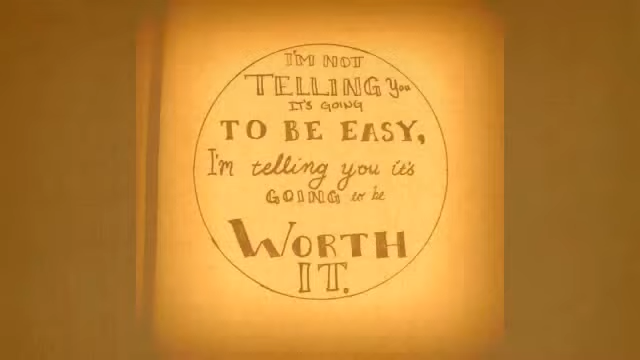 I'M NOT
TELLING You
IT'S GOING
TO BE EASY,
I'm telling you it's
GOING to be
WORTH
IT.